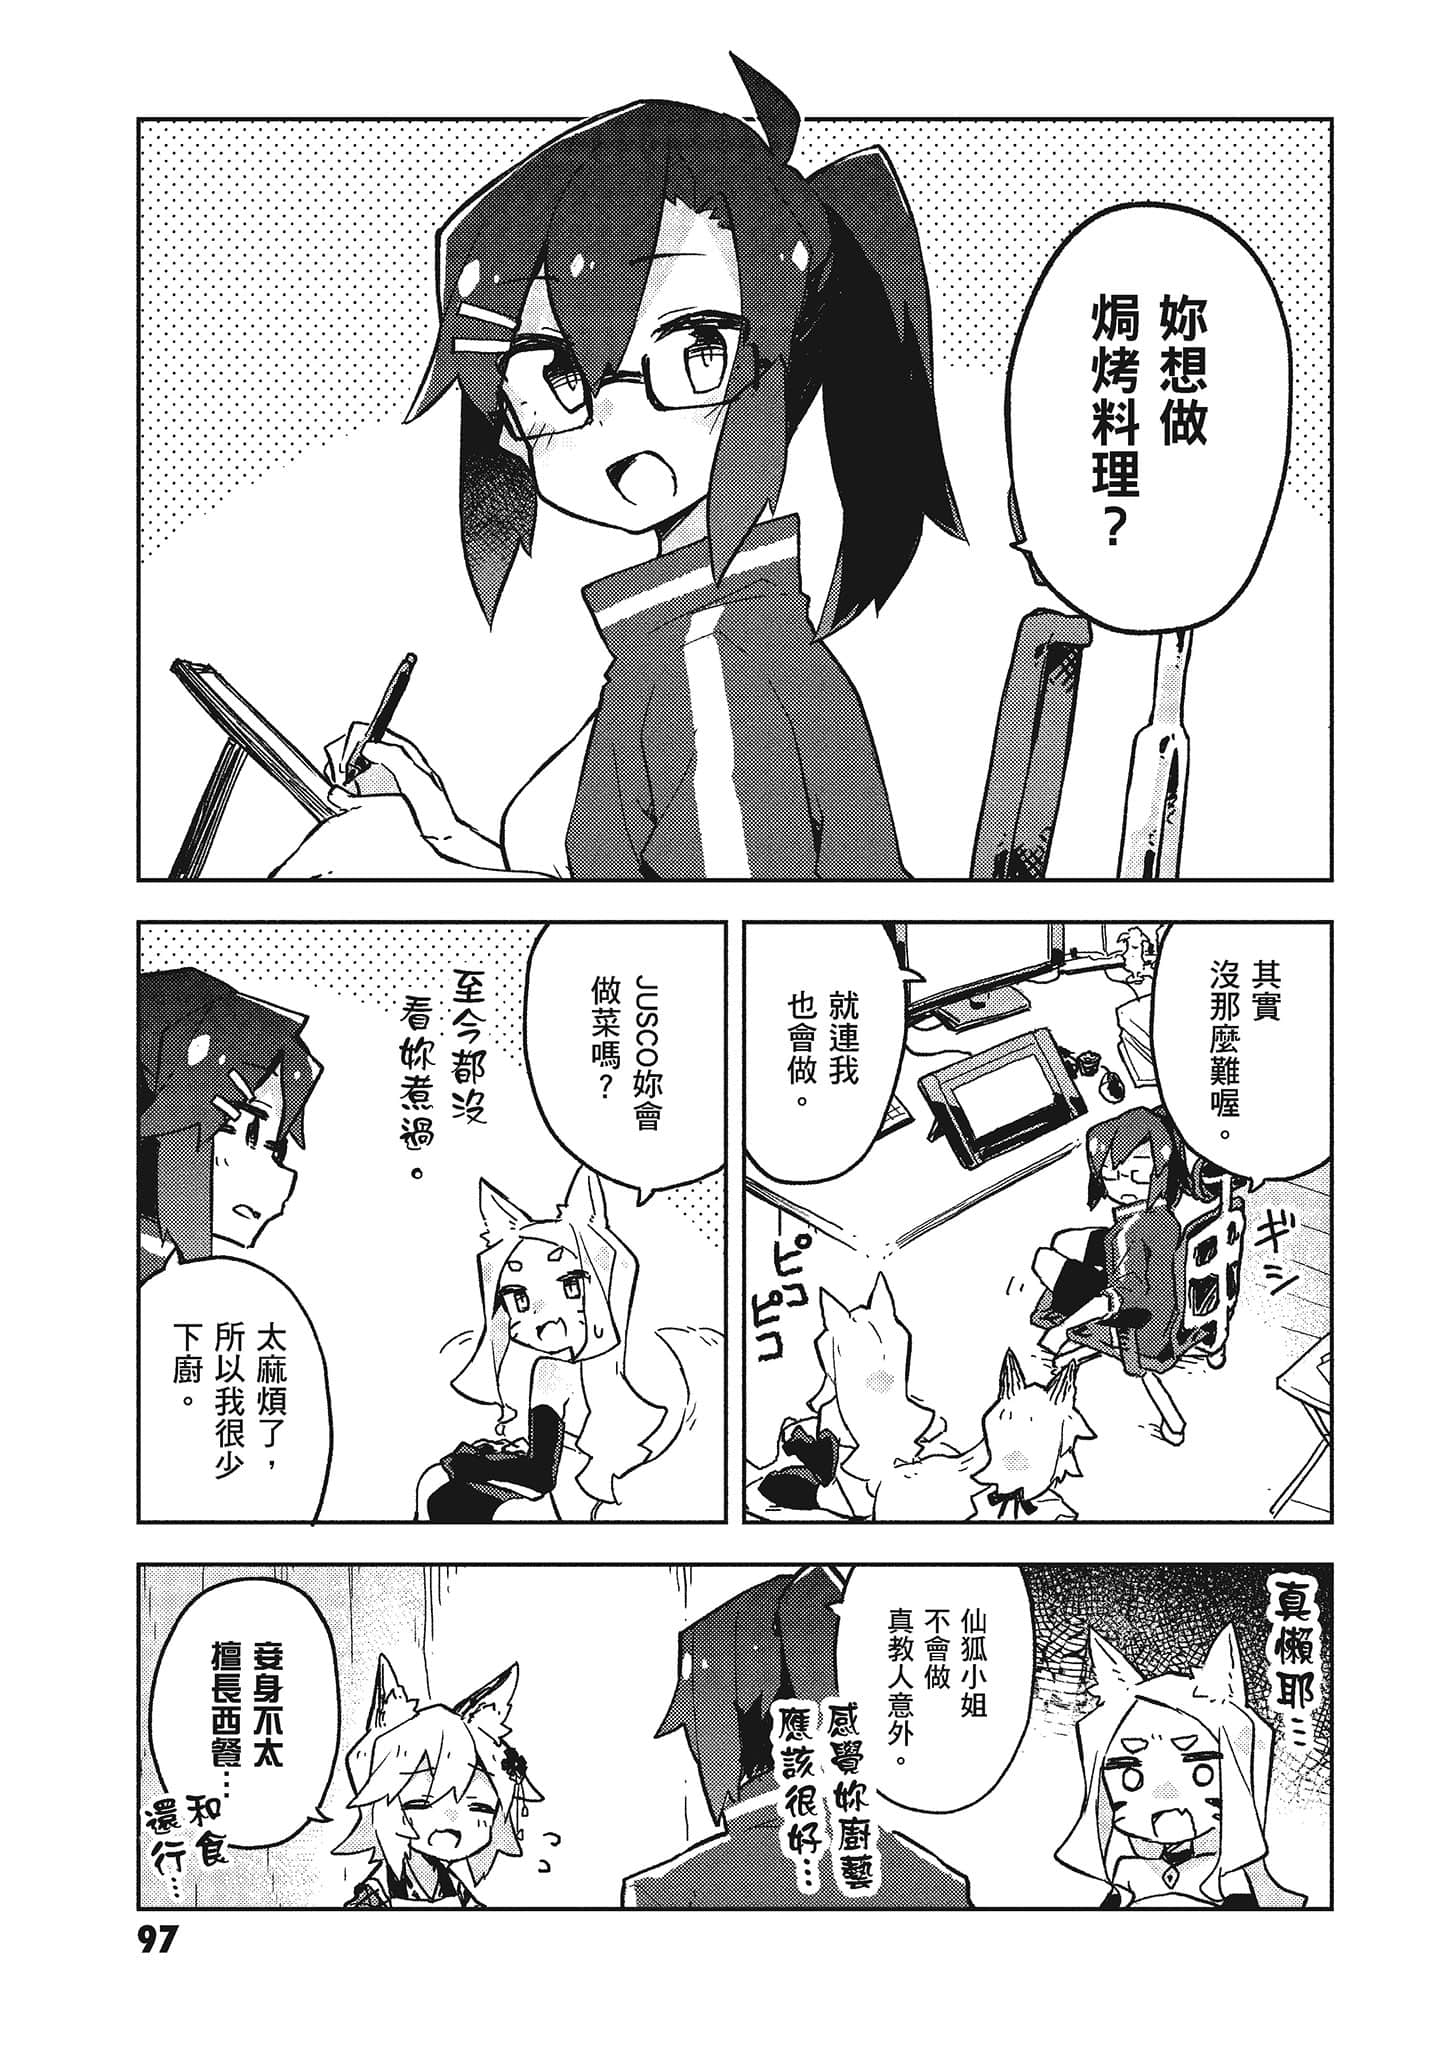 妳想做
焗烤料理？
其實
沒那麼難喔。
就連我
也會做。
ギシ
ピコ
ピコ
JUSCO妳會
做菜嗎？
至今都沒
看妳煮過。
太麻煩了，
所以我很少
下廚。
真懶耶…
仙狐小姐
不會做
真教人意外。
感覺妳廚藝
應該很好…
妾身不太
擅長西餐…
和食
還行…
97